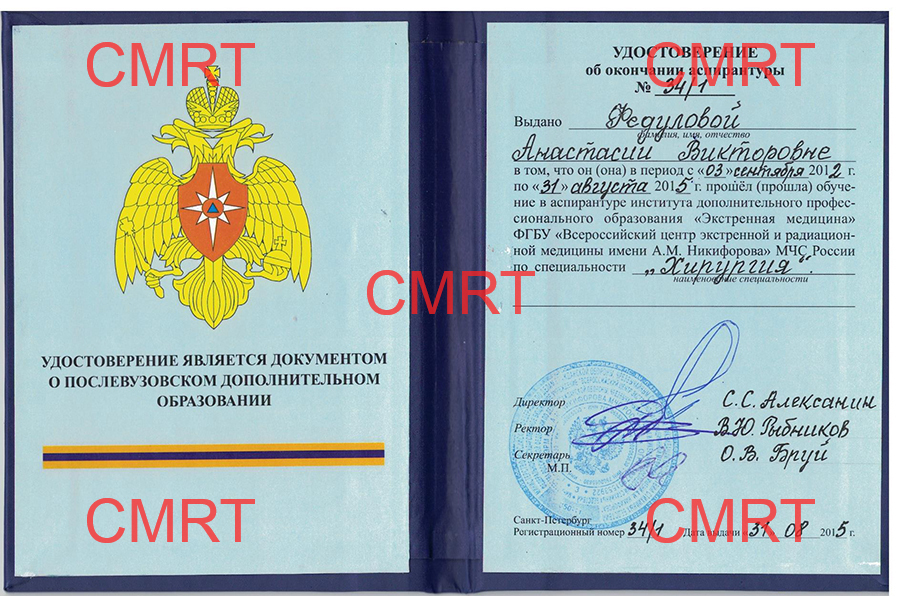 CMRT
УДОСТОВЕРЕНИЕ ЯВЛЯЕТСЯ ДОКУМЕНТОМ
О ПОСЛЕВУЗОВСКОМ ДОПОЛНИТЕЛЬНОМ
ОБРАЗОВАНИИ
CMRT
CMRT
CMRT
УДОСТОВЕРЕНИЕ
об окончании аспирантуры
№ 34/1
Выдано Федуловой
фамилия, имя, отчество
Анастасии Викторовне
в том, что он (она) в период с «03» сентября 2012 г.
по «31» августа 2015 г. прошёл (прошла) обуче-
ние в аспирантуре института дополнительного профес-
сионального образования «Экстренная медицина»
ФГБУ «Всероссийский центр экстренной и радиацион-
ной медицины имени А.М. Никифорова» МЧС России
по специальности „Хирургия“.
наименование специальности
Директор С.С. Алексанин
Ректор В.Ю. Рыбников
Секретарь О.В. Бруй
М.П.
Санкт-Петербург
Регистрационный номер 34/1 Дата выдачи «31» 08 2015 г.
CMRT